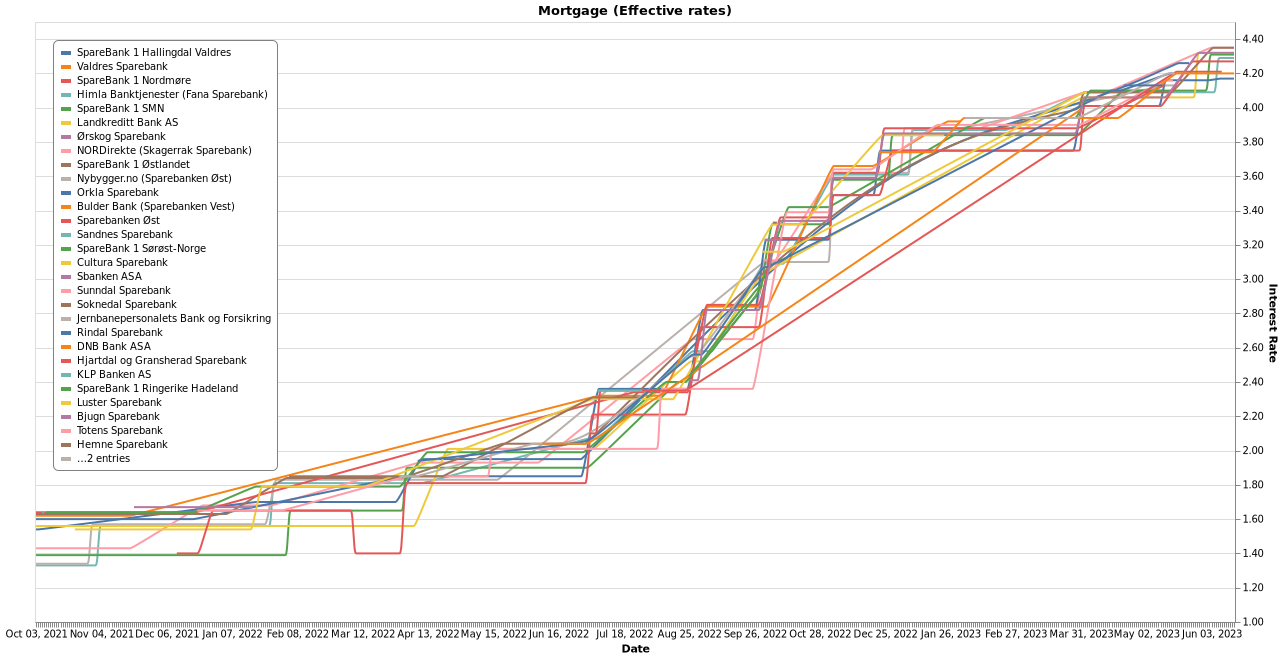 Mortgage (Effective rates)
SpareBank 1 Hallingdal Valdres
Valdres Sparebank
SpareBank 1 Nordmøre
Himla Banktjenester (Fana Sparebank)
SpareBank 1 SMN
Landkreditt Bank AS
Ørskog Sparebank
NORDirekte (Skagerrak Sparebank)
SpareBank 1 Østlandet
Nybygger.no (Sparebanken Øst)
Orkla Sparebank
Bulder Bank (Sparebanken Vest)
Sparebanken Øst
Sandnes Sparebank
SpareBank 1 Sørøst-Norge
Cultura Sparebank
Sbanken ASA
Sunndal Sparebank
Soknedal Sparebank
Jernbanepersonalets Bank og Forsikring
Rindal Sparebank
DNB Bank ASA
Hjartdal og Gransherad Sparebank
KLP Banken AS
SpareBank 1 Ringerike Hadeland
Luster Sparebank
Bjugn Sparebank
Totens Sparebank
Hemne Sparebank
...2 entries
4.40
4.20
4.00
3.80
3.60
3.40
3.20
3.00
2.80
2.60
2.40
2.20
2.00
1.80
1.60
1.40
1.20
1.00
Interest Rate
Oct 03, 2021 Nov 04, 2021 Dec 06, 2021 Jan 07, 2022 Feb 08, 2022 Mar 12, 2022 Apr 13, 2022 May 15, 2022 Jun 16, 2022 Jul 18, 2022 Aug 25, 2022 Sep 26, 2022 Oct 28, 2022 Dec 25, 2022 Jan 26, 2023 Feb 27, 2023 Mar 31, 2023 May 02, 2023 Jun 03, 2023
Date